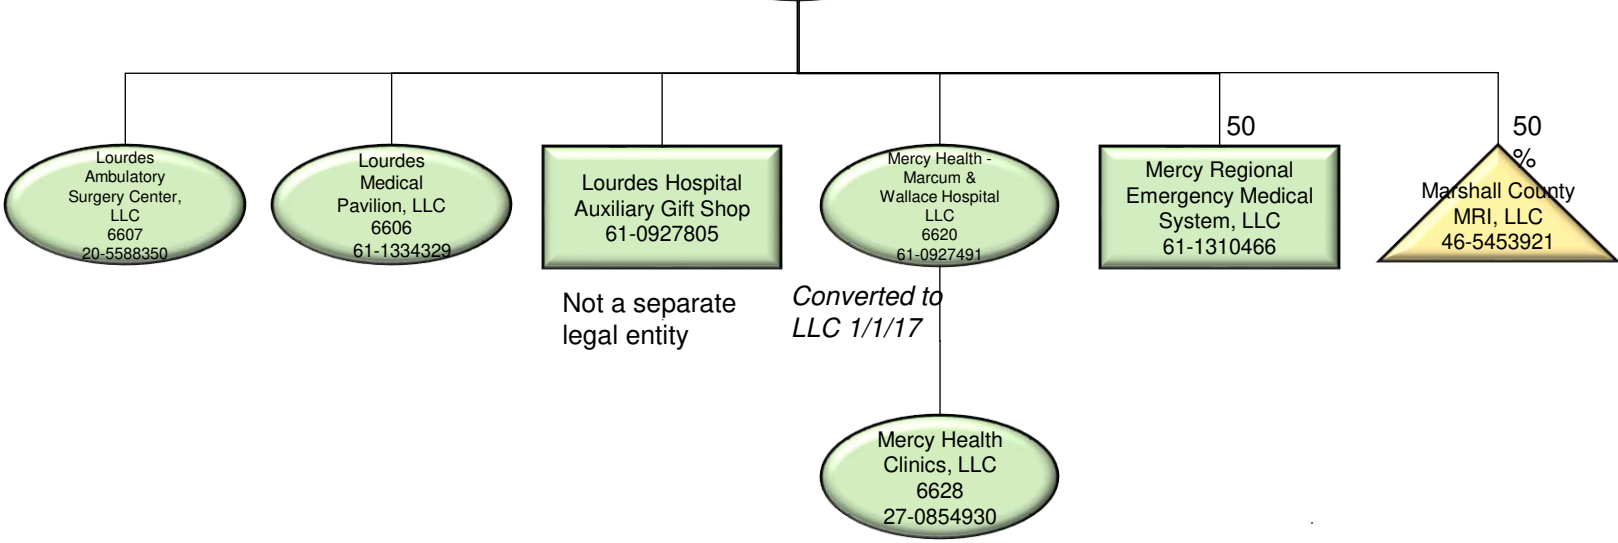 Lourdes
Ambulatory
Surgery Center,
LLC
6607
20-5588350
Lourdes
Medical
Pavilion, LLC
6606
61-1334329
Lourdes Hospital
Auxiliary Gift Shop
61-0927805
Not a separate
legal entity
Mercy Health -
Marcum &
Wallace Hospital
LLC
6620
61-0927491
Converted to
LLC 1/1/17
Mercy Health
Clinics, LLC
6628
27-0854930
50
Mercy Regional
Emergency Medical
System, LLC
61-1310466
50
%
Marshall County
MRI, LLC
46-5453921